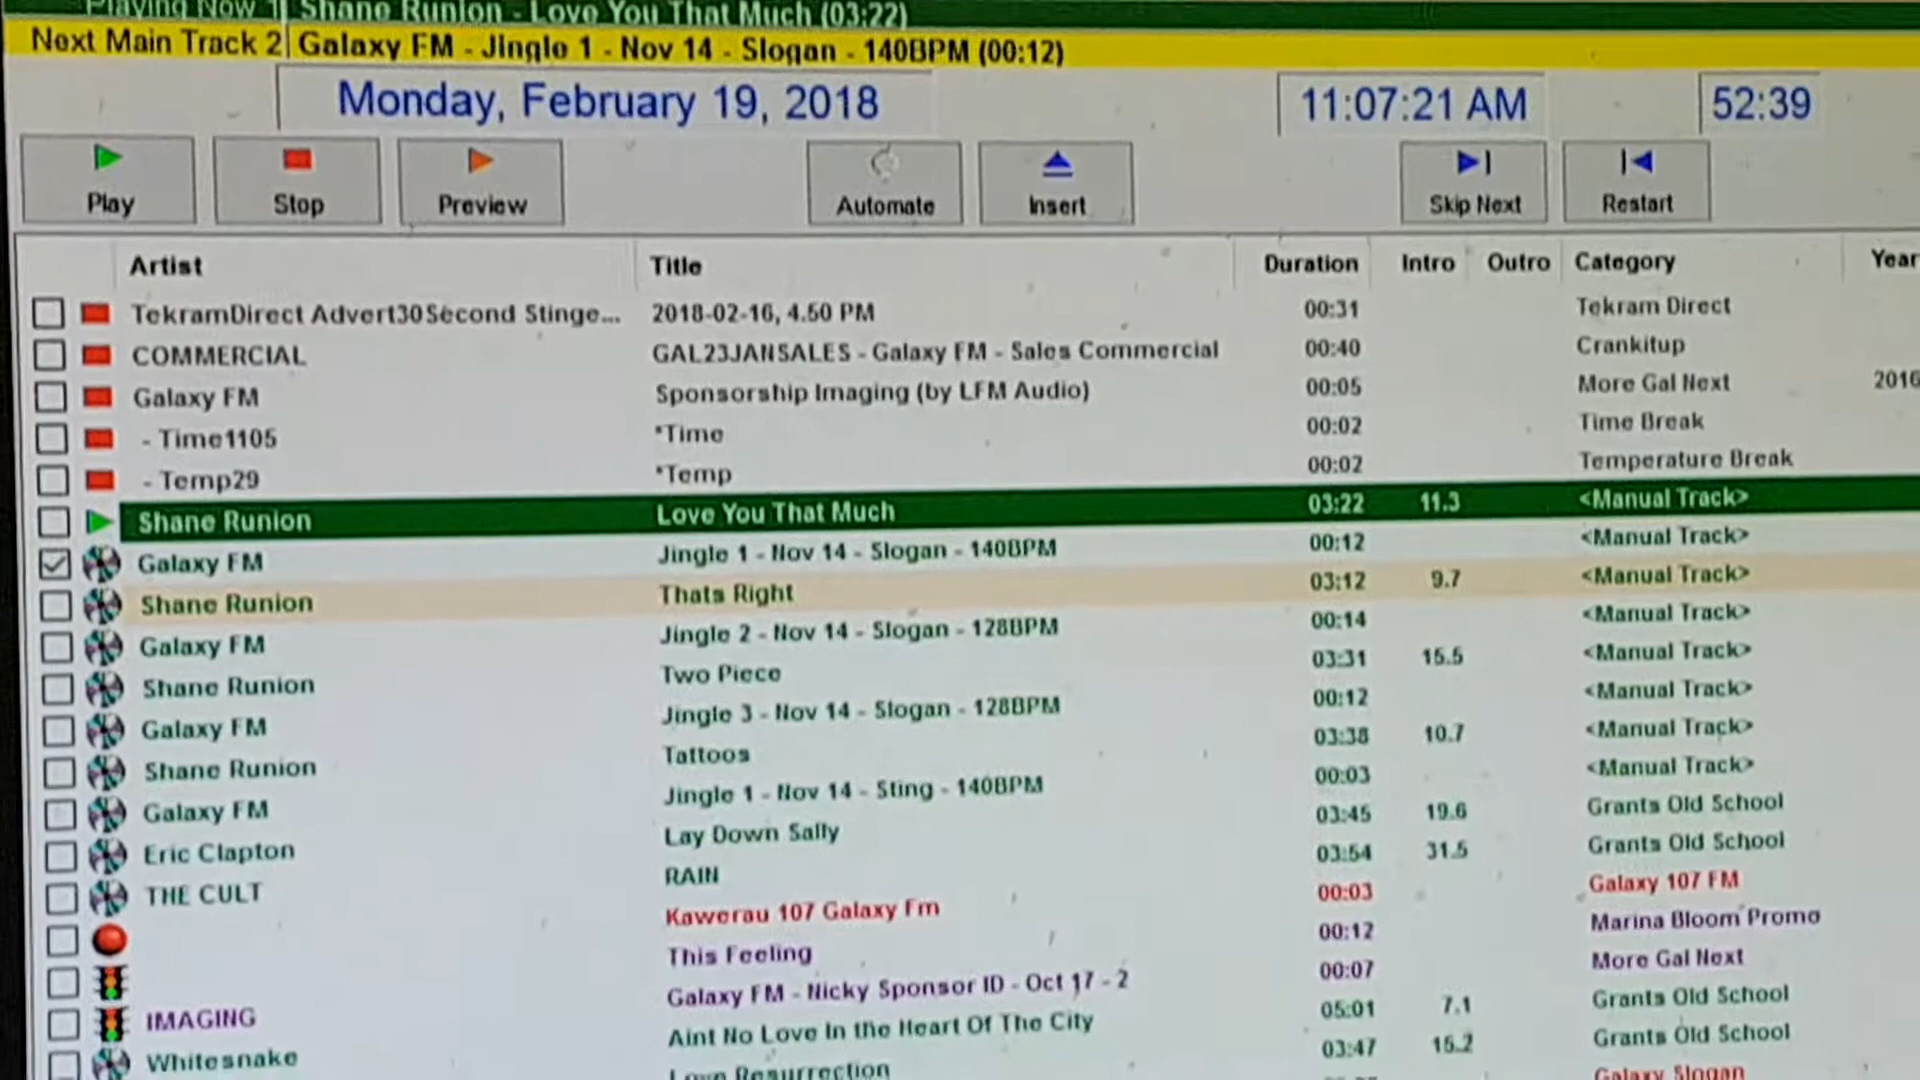 Playing Now 1 Shane Runion - Love You That Much (03:22)
Next Main Track 2 Galaxy FM - Jingle 1 - Nov 14 - Slogan - 140BPM (00:12)
Monday, February 19, 2018 11:07:21 AM 52:39
Play Stop Preview Automate Insert Skip Next Restart
Artist Title Duration Intro Outro Category Year
TekramDirect Advert30Second Stinge... 2018-02-16, 4.50 PM 00:31 Tekram Direct
COMMERCIAL GAL23JANSALES - Galaxy FM - Sales Commercial 00:40 Crankitup
Galaxy FM Sponsorship Imaging (by LFM Audio) 00:05 More Gal Next 2016
- Time1105 *Time 00:02 Time Break
- Temp29 *Temp 00:02 Temperature Break
Shane Runion Love You That Much 03:22 11.3 <Manual Track>
Galaxy FM Jingle 1 - Nov 14 - Slogan - 140BPM 00:12 <Manual Track>
Shane Runion Thats Right 03:12 9.7 <Manual Track>
Galaxy FM Jingle 2 - Nov 14 - Slogan - 128BPM 00:14 <Manual Track>
Shane Runion Two Piece 03:31 15.5 <Manual Track>
Galaxy FM Jingle 3 - Nov 14 - Slogan - 128BPM 00:12 <Manual Track>
Shane Runion Tattoos 03:38 10.7 <Manual Track>
Galaxy FM Jingle 1 - Nov 14 - Sting - 140BPM 00:03 <Manual Track>
Eric Clapton Lay Down Sally 03:45 19.6 Grants Old School
THE CULT RAIN 03:54 31.5 Grants Old School
Kawerau 107 Galaxy Fm 00:03 Galaxy 107 FM
This Feeling 00:12 Marina Bloom Promo
IMAGING Galaxy FM - Nicky Sponsor ID - Oct 17 - 2 00:07 More Gal Next
Whitesnake Aint No Love In the Heart Of The City 05:01 7.1 Grants Old School
Love Resurrection 03:47 15.2 Grants Old School
Galaxy Slogan